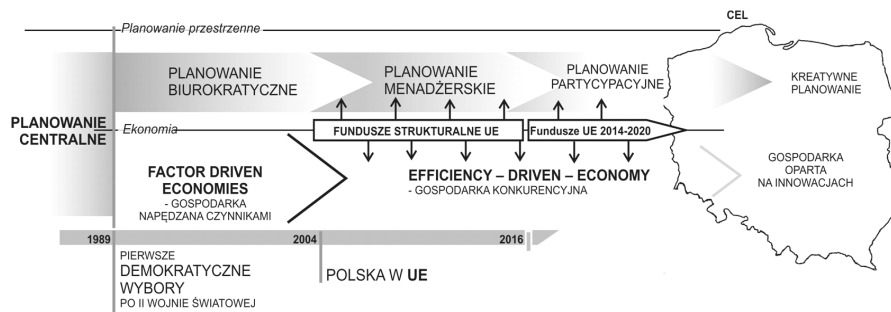 CEL
Planowanie przestrzenne
PLANOWANIE
BIUROKRATYCZNE
PLANOWANIE
MENADŻERSKIE
PLANOWANIE
PARTYCYPACYJNE
KREATYWNE
PLANOWANIE
PLANOWANIE
CENTRALNE
Ekonomia
FUNDUSZE STRUKTURALNE UE
Fundusze UE 2014-2020
FACTOR DRIVEN
ECONOMIES
- GOSPODARKA
NAPĘDZANA CZYNNIKAMI
EFFICIENCY – DRIVEN – ECONOMY
- GOSPODARKA KONKURENCYJNA
GOSPODARKA
OPARTA
NA INNOWACJACH
1989
2004
2016
PIERWSZE
DEMOKRATYCZNE
WYBORY
PO II WOJNIE ŚWIATOWEJ
POLSKA W UE